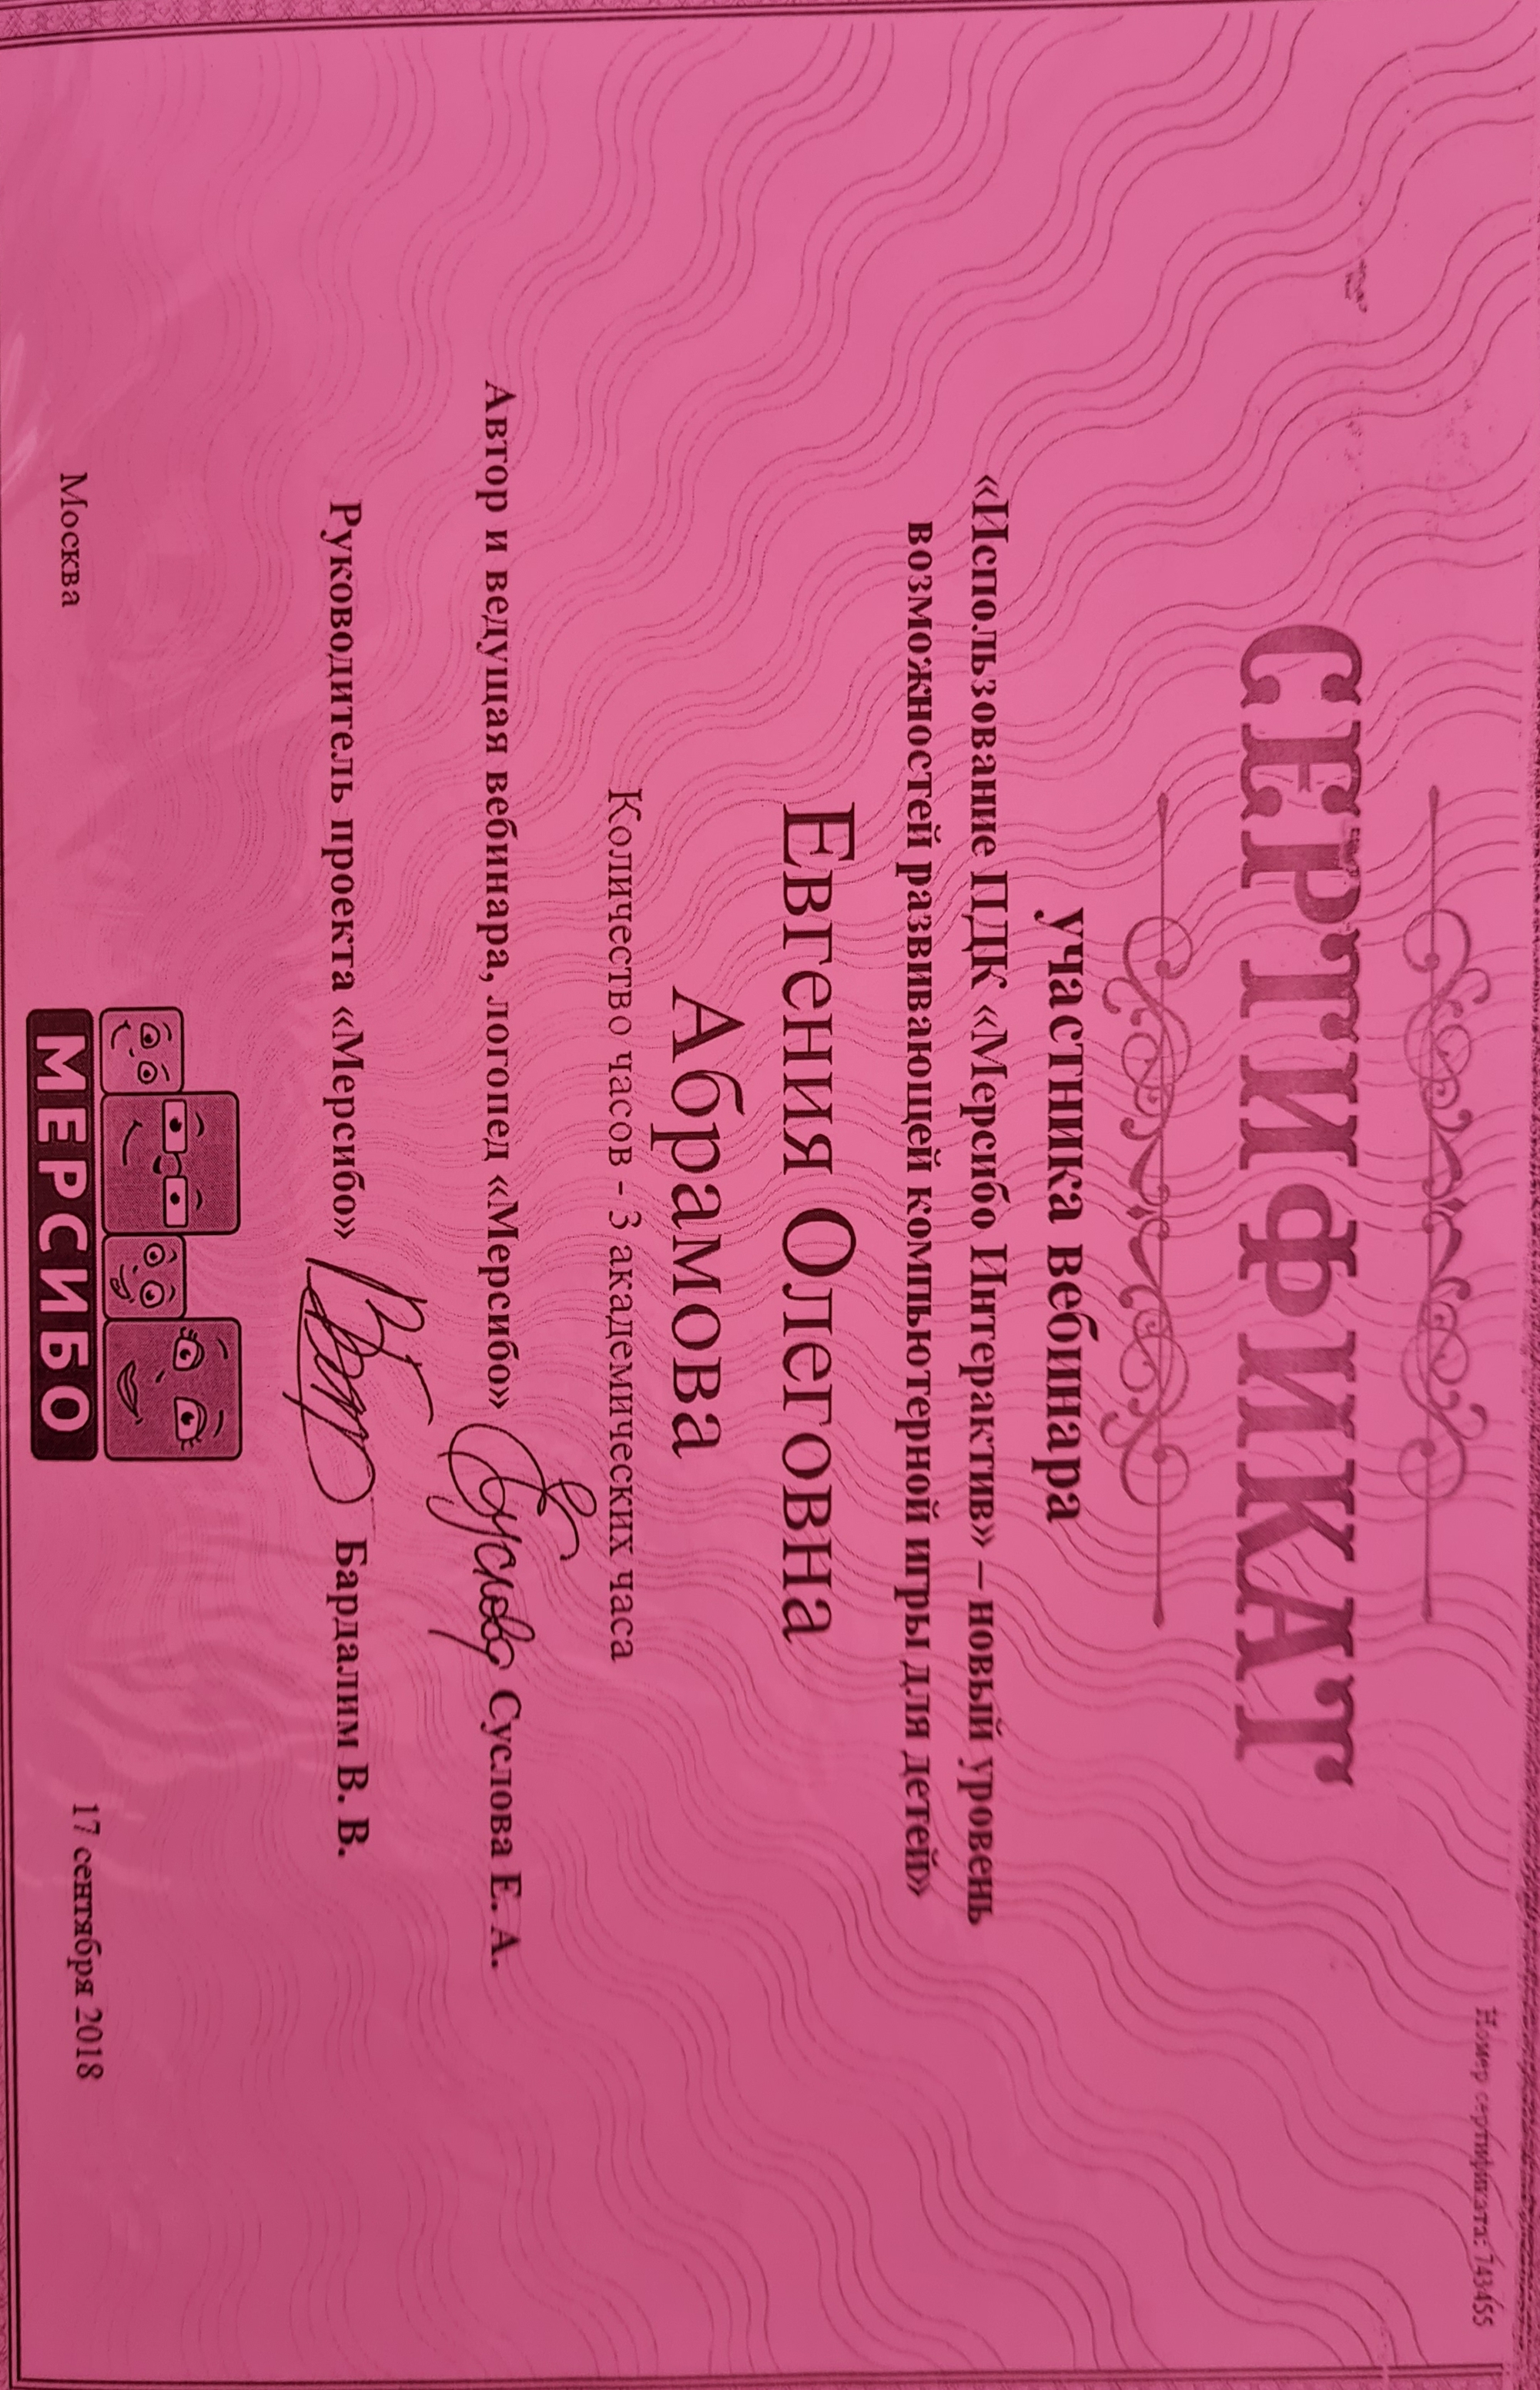 Номер сертификата: 743455
СЕРТИФИКАТ
участника вебинара
«Использование ПДК «Мерсибо Интерактив» – новый уровень
возможностей развивающей компьютерной игры для детей»
Евгения Олеговна
Абрамова
Количество часов - 3 академических часа
Автор и ведущая вебинара, логопед «Мерсибо» Суслова Е. А.
Руководитель проекта «Мерсибо» Бардалим В. В.
МЕРСИБО
Москва
17 сентября 2018